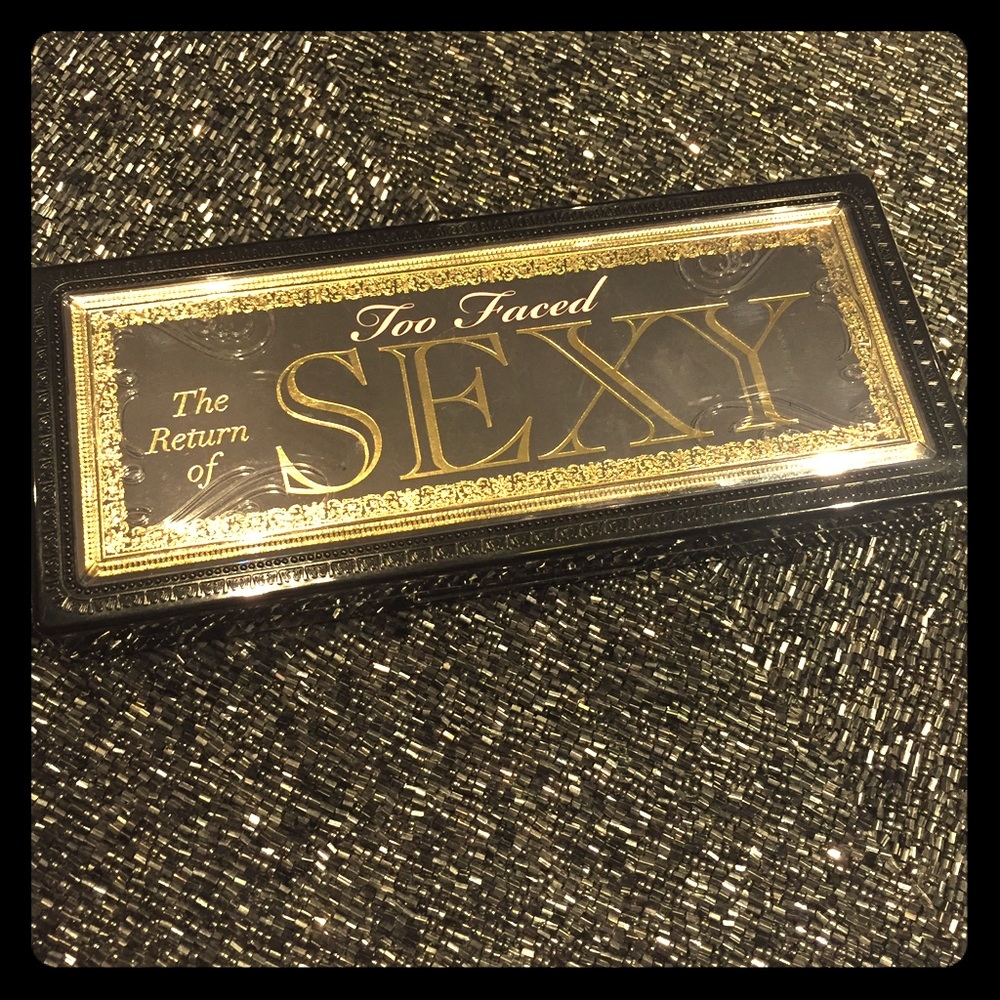 Too Faced
The
Return
of
SEXY